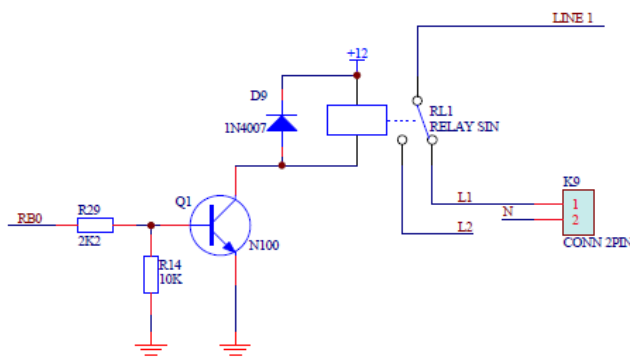 LINE 1
+12
D9
1N4007
RL1
RELAY SIN
Q1
K9
L1
1
RB0
R29
N
2
2K2
L2
N100
CONN 2PIN
R14
10K